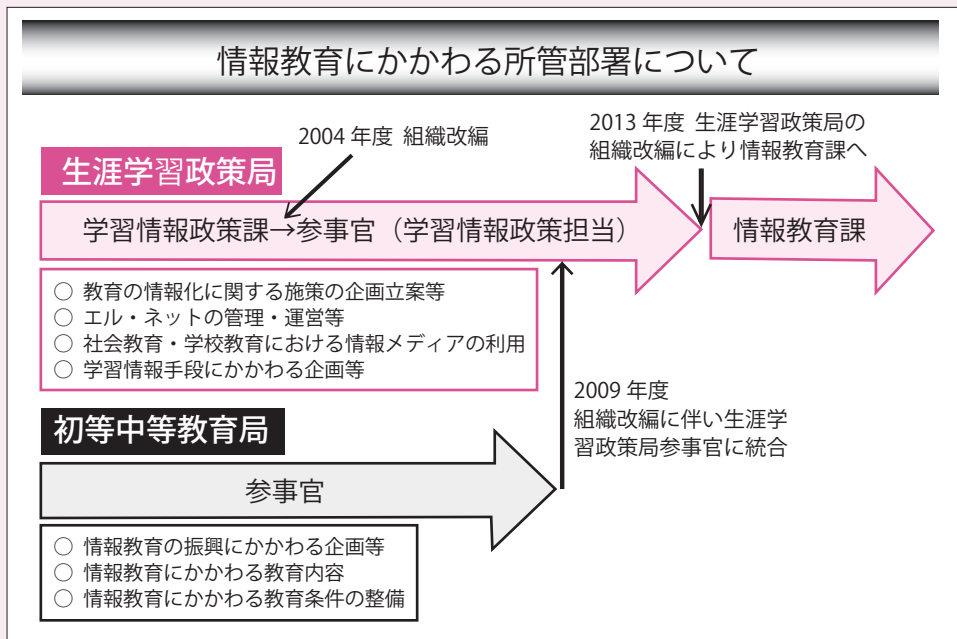 情報教育にかかわる所管部署について
2004 年度 組織改編
2013 年度 生涯学習政策局の
組織改編により情報教育課へ
生涯学習政策局
学習情報政策課→参事官（学習情報政策担当）
情報教育課
○ 教育の情報化に関する施策の企画立案等
○ エル・ネットの管理・運営等
○ 社会教育・学校教育における情報メディアの利用
○ 学習情報手段にかかわる企画等
2009 年度
組織改編に伴い生涯学
習政策局参事官に統合
初等中等教育局
参事官
○ 情報教育の振興にかかわる企画等
○ 情報教育にかかわる教育内容
○ 情報教育にかかわる教育条件の整備